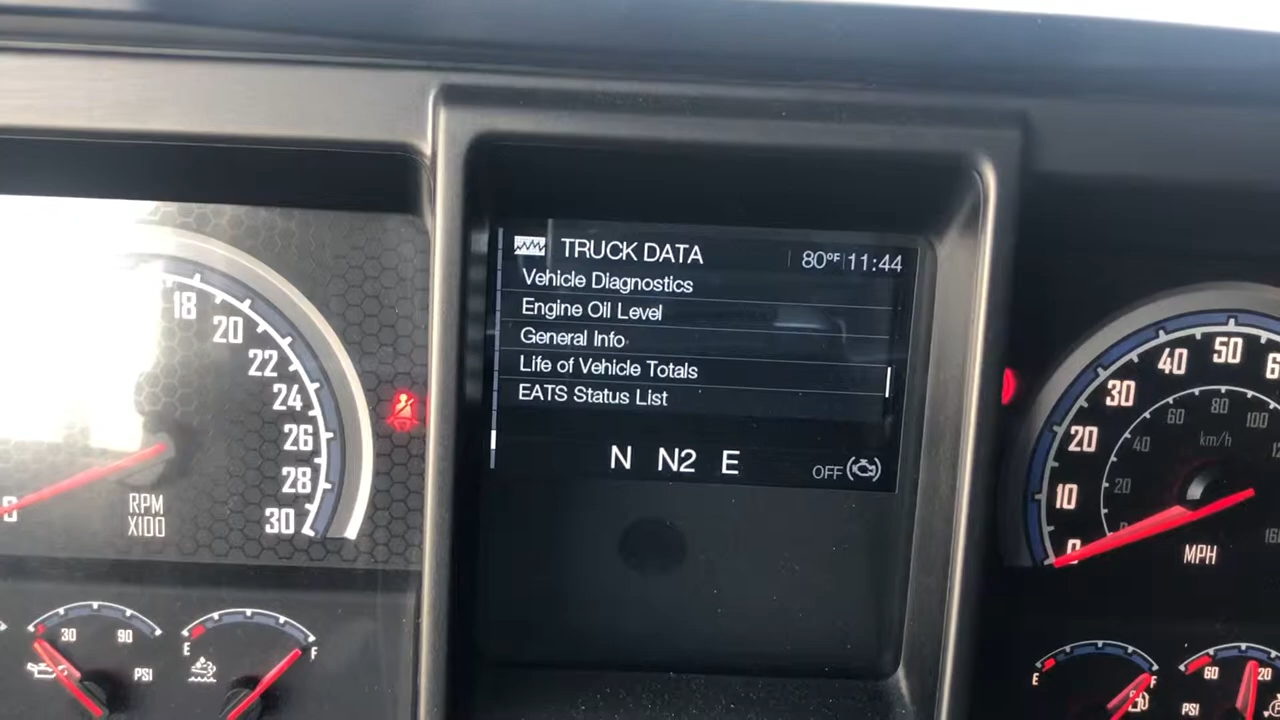 TRUCK DATA
80°F 11:44
Vehicle Diagnostics
Engine Oil Level
General Info
Life of Vehicle Totals
EATS Status List
N N2 E
OFF
18
20
22
24
26
28
30
RPM
X100
30 90
PSI
E F
0
10
20
30
40
50
20
40
60
80
100
km/h
MPH
E F
60
PSI